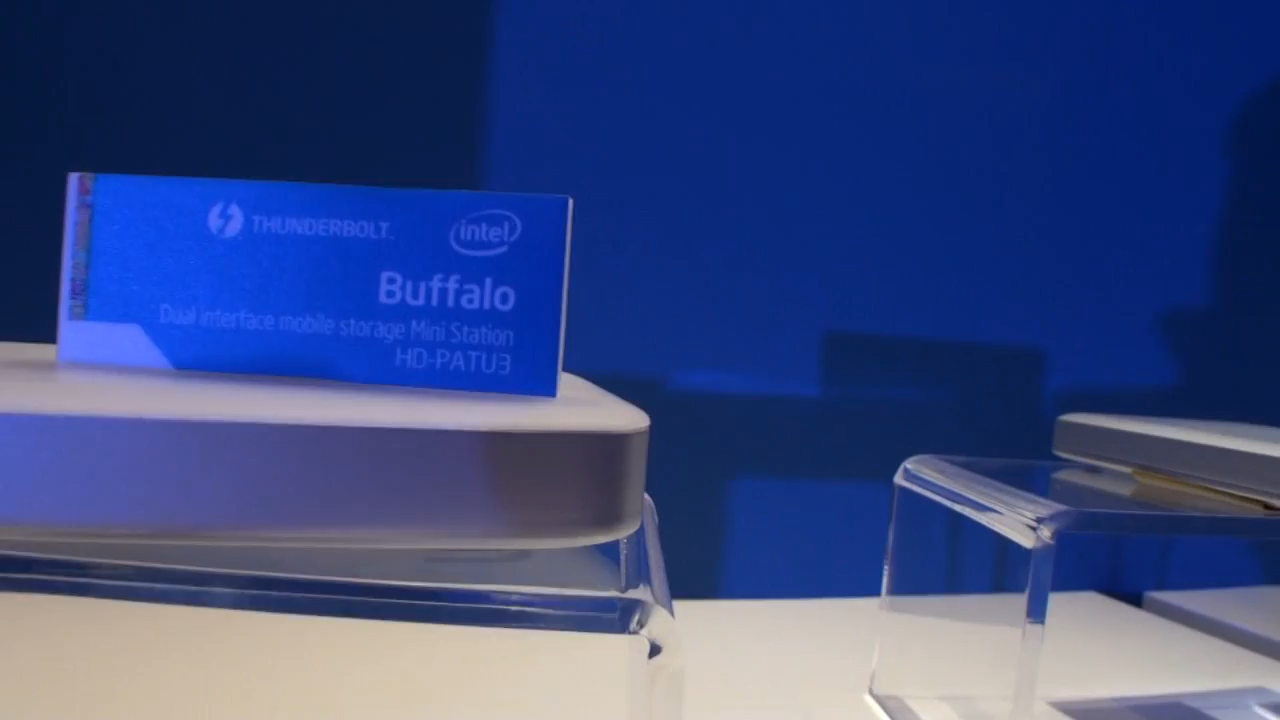 THUNDERBOLT. intel
Buffalo
Dual interface mobile storage Mini Station
HD-PATU3